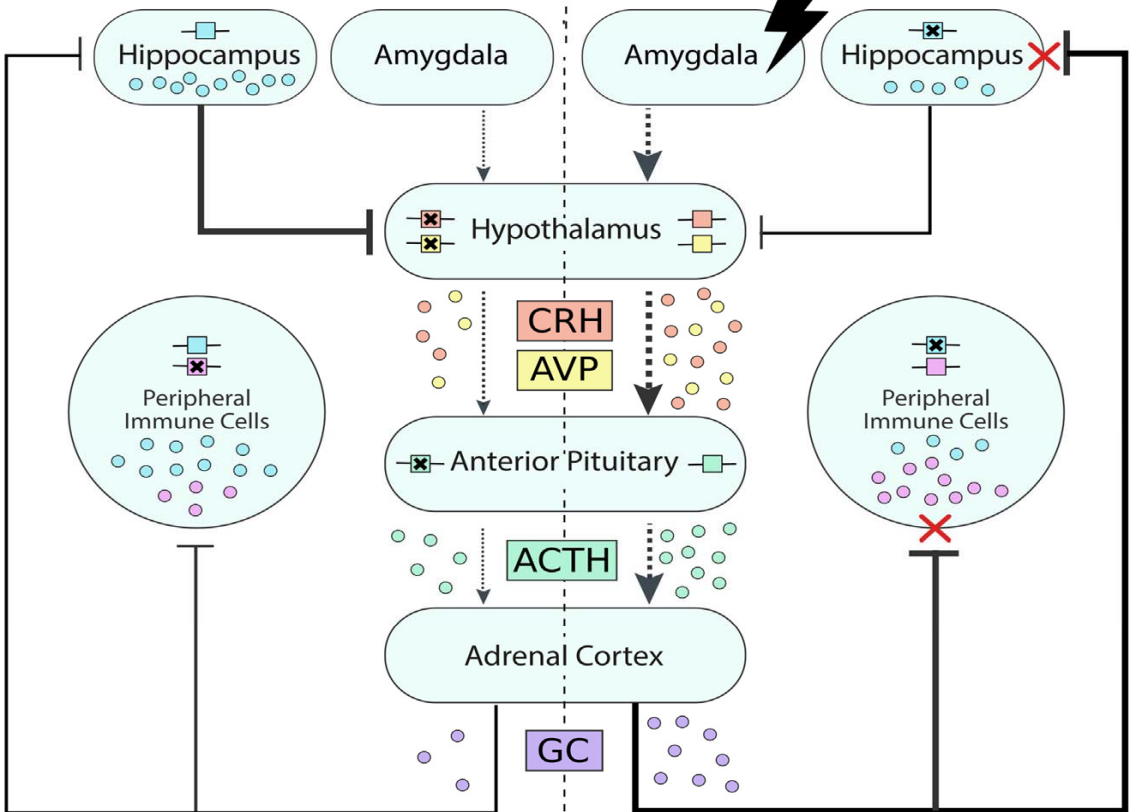 Hippocampus
Amygdala
Amygdala
Hippocampus
Hypothalamus
CRH
AVP
Peripheral
Immune Cells
Peripheral
Immune Cells
Anterior Pituitary
ACTH
Adrenal Cortex
GC